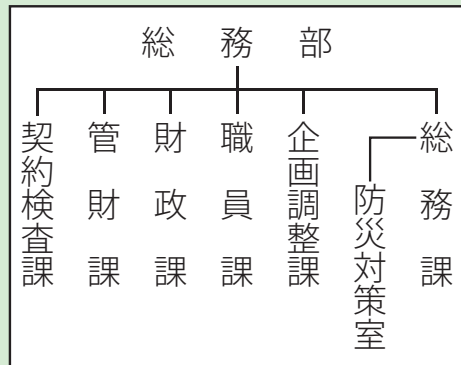 総務部
総務課
防災対策室
企画調整課
職員課
財政課
管財課
契約検査課